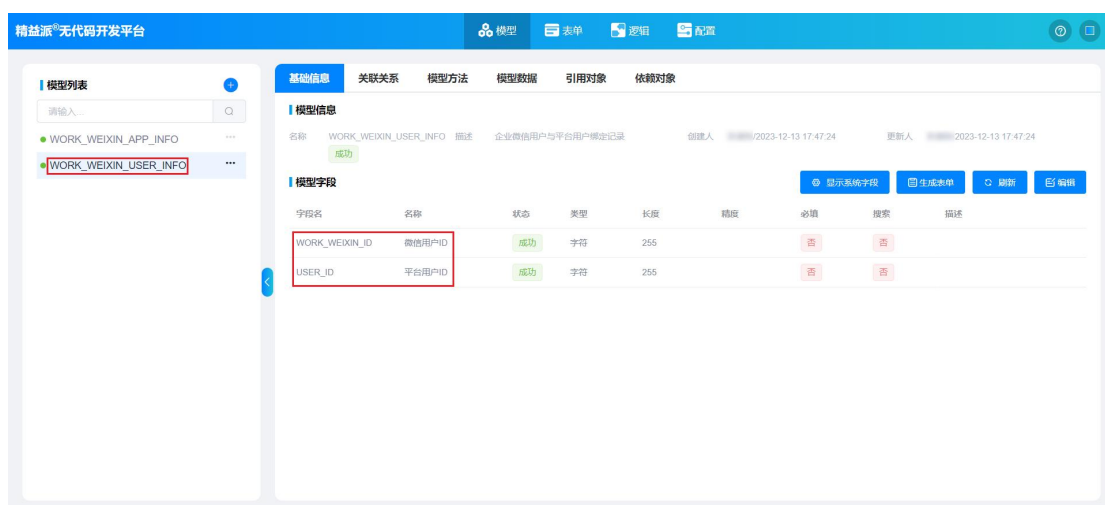 精益派®无代码开发平台 模型 表单 逻辑 配置
模型列表
请输入...
WORK_WEIXIN_APP_INFO ...
WORK_WEIXIN_USER_INFO ...
基础信息 关联关系 模型方法 模型数据 引用对象 依赖对象
模型信息
名称 WORK_WEIXIN_USER_INFO 描述 企业微信用户与平台用户绑定记录 创建人 2023-12-13 17:47:24 更新人 2023-12-13 17:47:24
成功
模型字段 显示系统字段 生成表单 刷新 编辑
字段名 名称 状态 类型 长度 精度 必填 搜索 描述
WORK_WEIXIN_ID 微信用户ID 成功 字符 255 否 否
USER_ID 平台用户ID 成功 字符 255 否 否